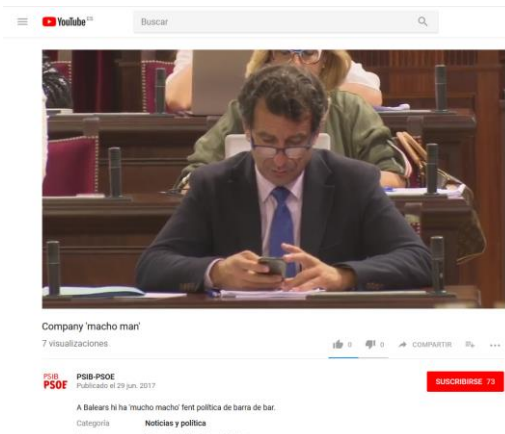 YouTube ES
Buscar
Company 'macho man'
7 visualizaciones
0 0 COMPARTIR
PSIB
PSOE
PSIB-PSOE
Publicado el 29 jun. 2017
SUSCRIBIRSE 73
A Balears hi ha 'mucho macho' fent política de barra de bar.
Categoría Noticias y política